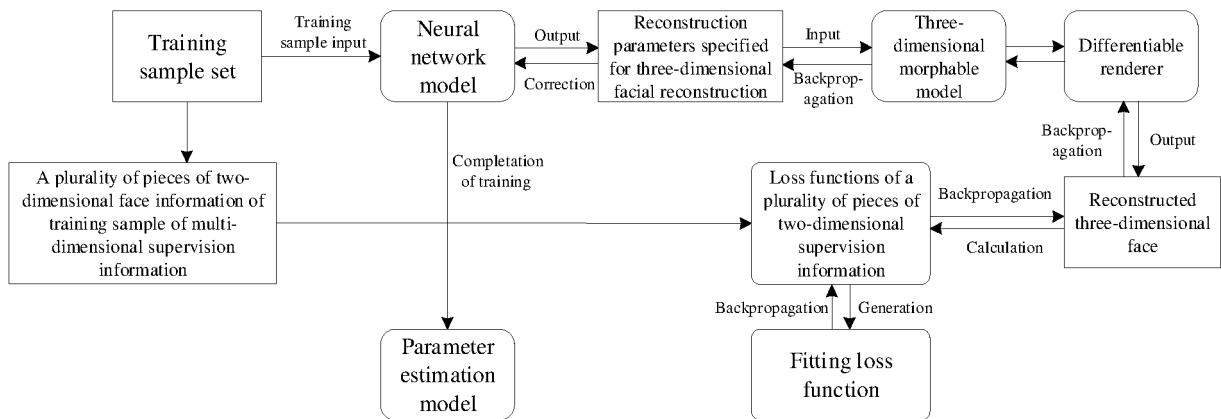 Training
sample set
Training
sample input
Neural
network
model
Output
Correction
Reconstruction
parameters specified
for three-dimensional
facial reconstruction
Input
Backprop-
agation
Three-
dimensional
morphable
model
Differentiable
renderer
Backprop-
agation
Output
A plurality of pieces of two-
dimensional face information of
training sample of multi-
dimensional supervision
information
Completation
of training
Loss functions of a
plurality of pieces of
two-dimensional
supervision
information
Backpropagation
Calculation
Reconstructed
three-dimensional
face
Backpropagation
Generation
Parameter
estimation
model
Fitting loss
function